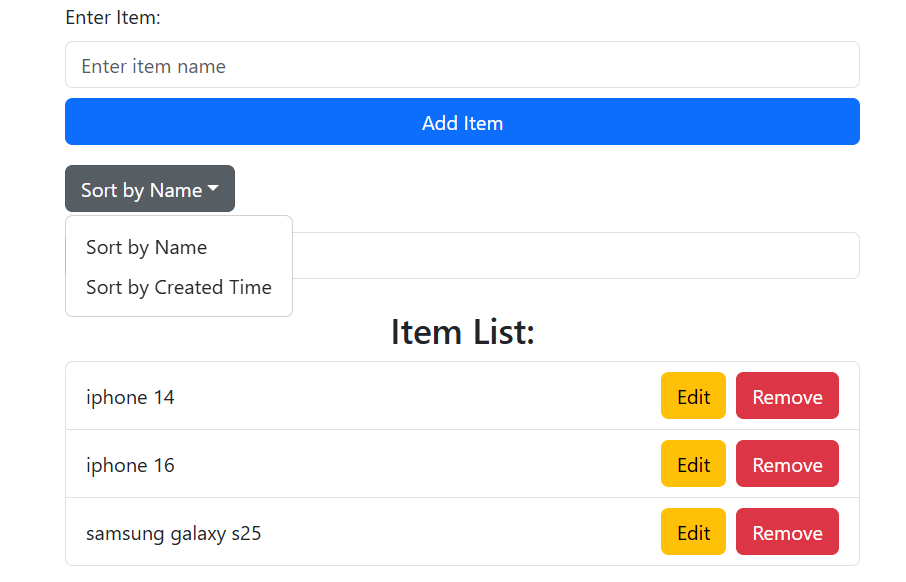 Enter Item:
Enter item name
Add Item
Sort by Name
Sort by Name
Sort by Created Time
Item List:
iphone 14 Edit Remove
iphone 16 Edit Remove
samsung galaxy s25 Edit Remove